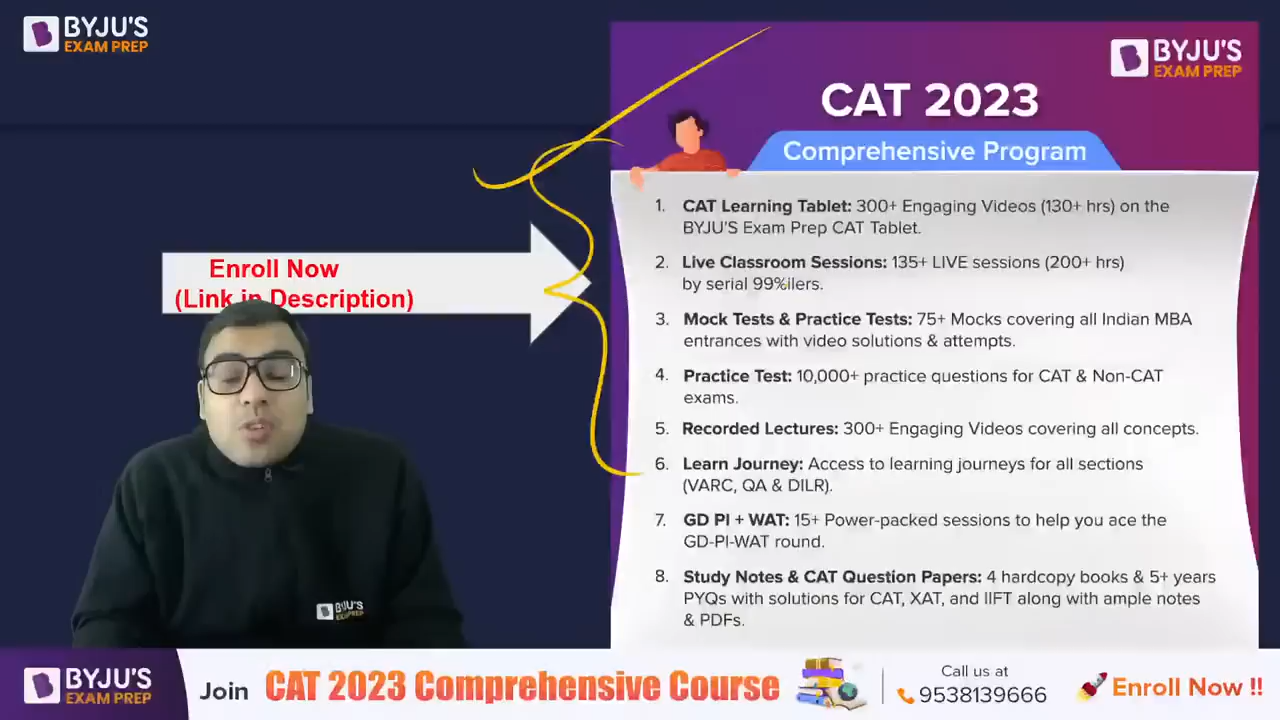 BYJU'S
EXAM PREP
BYJU'S
EXAM PREP
CAT 2023
Comprehensive Program
1. CAT Learning Tablet: 300+ Engaging Videos (130+ hrs) on the
BYJU'S Exam Prep CAT Tablet.
2. Live Classroom Sessions: 135+ LIVE sessions (200+ hrs)
by serial 99%ilers.
3. Mock Tests & Practice Tests: 75+ Mocks covering all Indian MBA
entrances with video solutions & attempts.
4. Practice Test: 10,000+ practice questions for CAT & Non-CAT
exams.
5. Recorded Lectures: 300+ Engaging Videos covering all concepts.
6. Learn Journey: Access to learning journeys for all sections
(VARC, QA & DILR).
7. GD PI + WAT: 15+ Power-packed sessions to help you ace the
GD-PI-WAT round.
8. Study Notes & CAT Question Papers: 4 hardcopy books & 5+ years
PYQs with solutions for CAT, XAT, and IIFT along with ample notes
& PDFs.
Enroll Now
(Link in Description)
BYJU'S
EXAM PREP
BYJU'S
EXAM PREP
Join CAT 2023 Comprehensive Course
Call us at
9538139666
Enroll Now !!